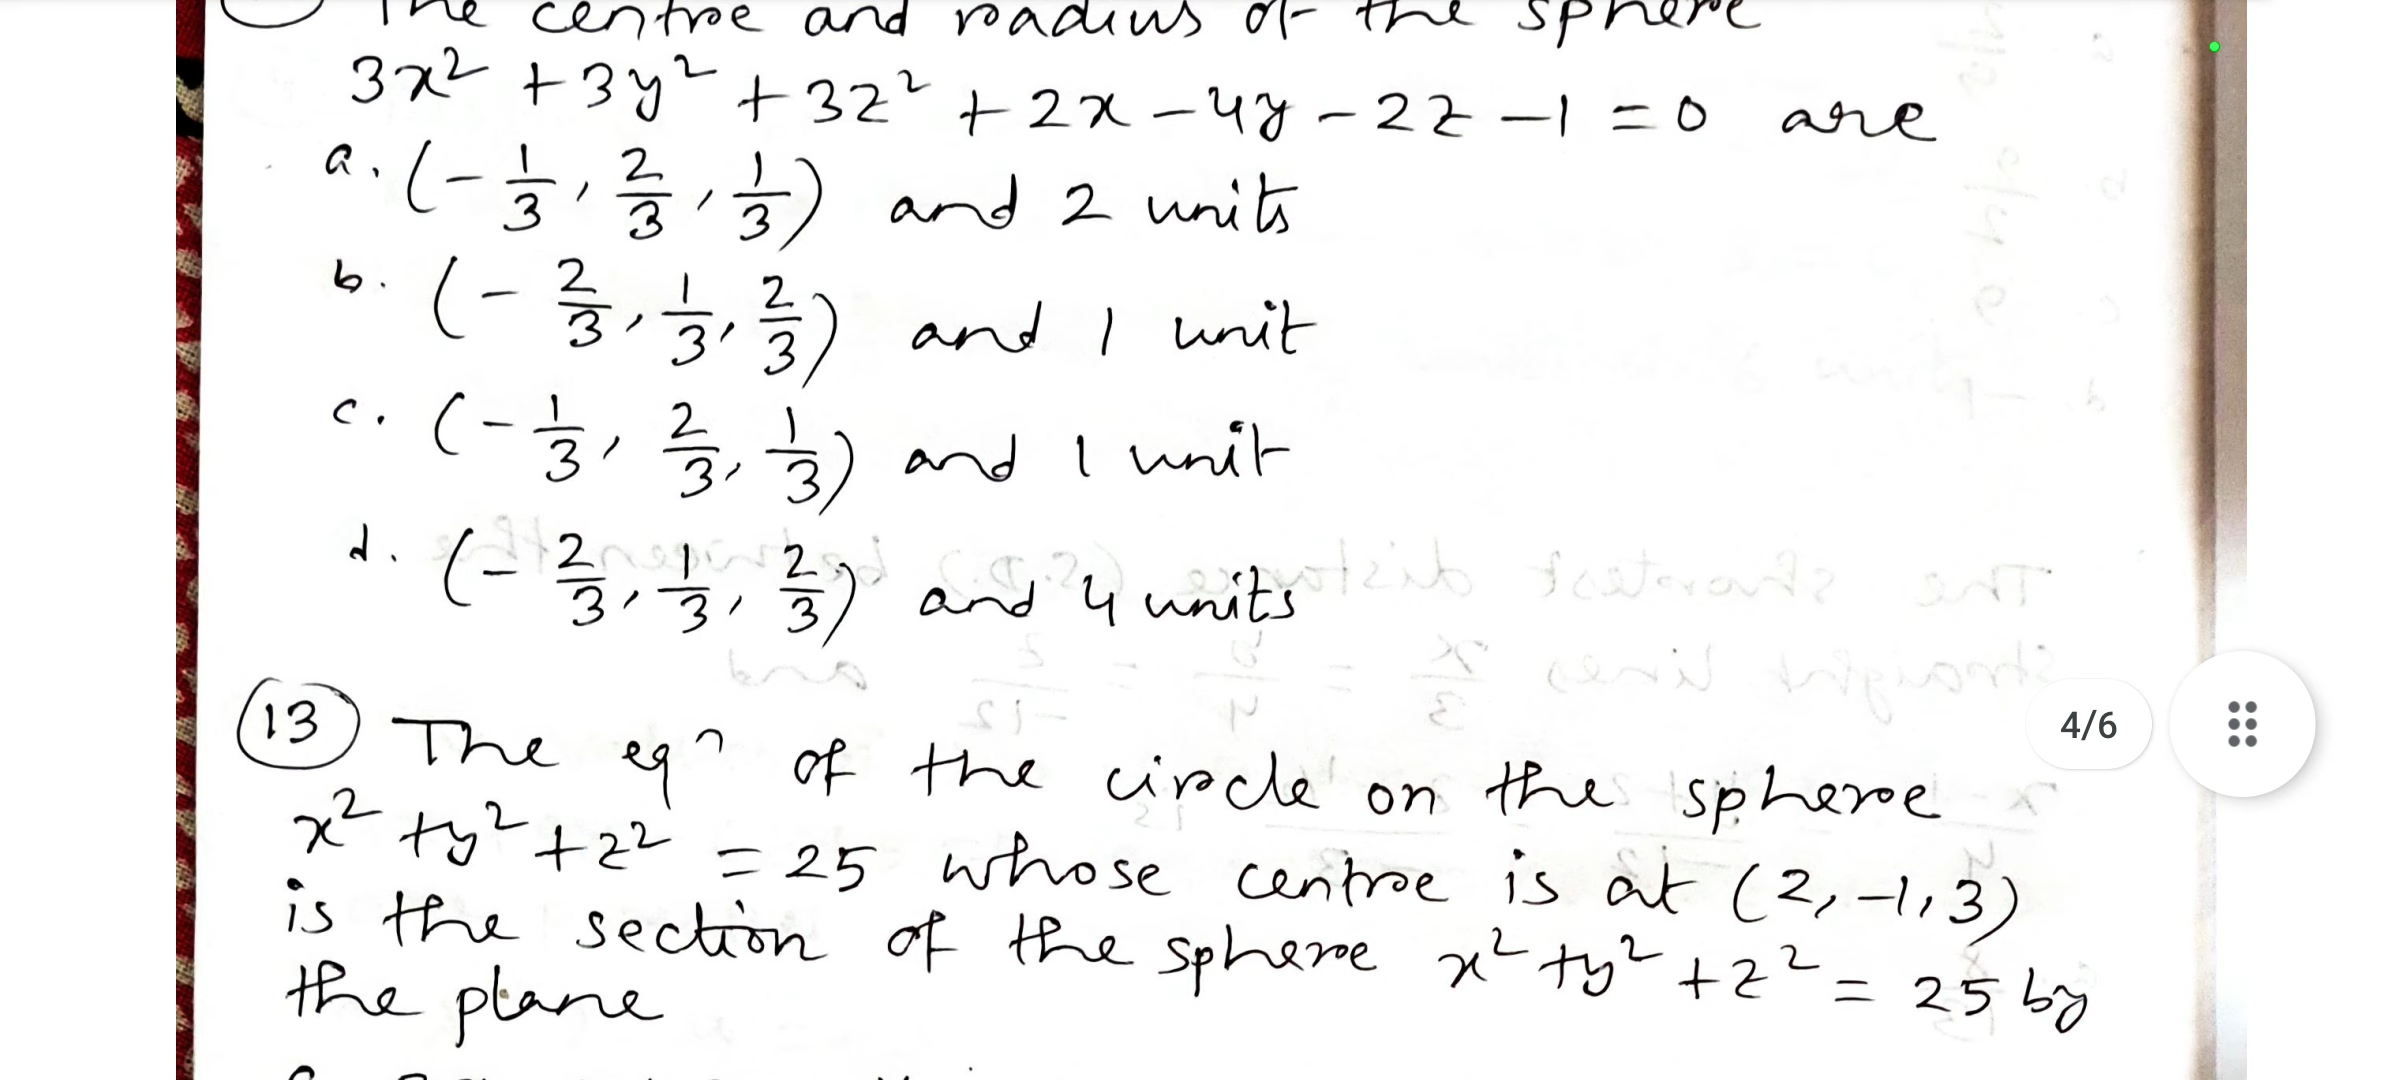 The centre and radius of the sphere
3x² + 3y² + 3z² + 2x - 4y - 2z - 1 = 0 are
a. (-1/3, 2/3, 1/3) and 2 units
b. (-2/3, 1/3, 2/3) and 1 unit
c. (-1/3, 2/3, 1/3) and 1 unit
d. (-2/3, 1/3, 2/3) and 4 units
13 The eqⁿ of the circle on the sphere
x² + y² + z² = 25 whose centre is at (2, -1, 3)
is the section of the sphere x² + y² + z² = 25 by
the plane
4/6